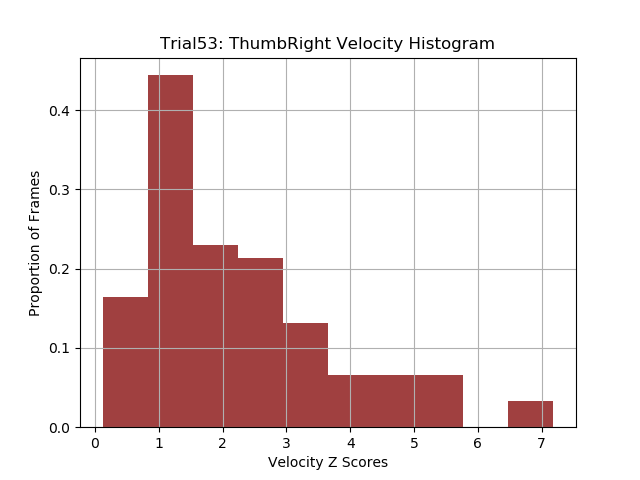 Trial53: ThumbRight Velocity Histogram
Proportion of Frames
0.4
0.3
0.2
0.1
0.0
0 1 2 3 4 5 6 7
Velocity Z Scores